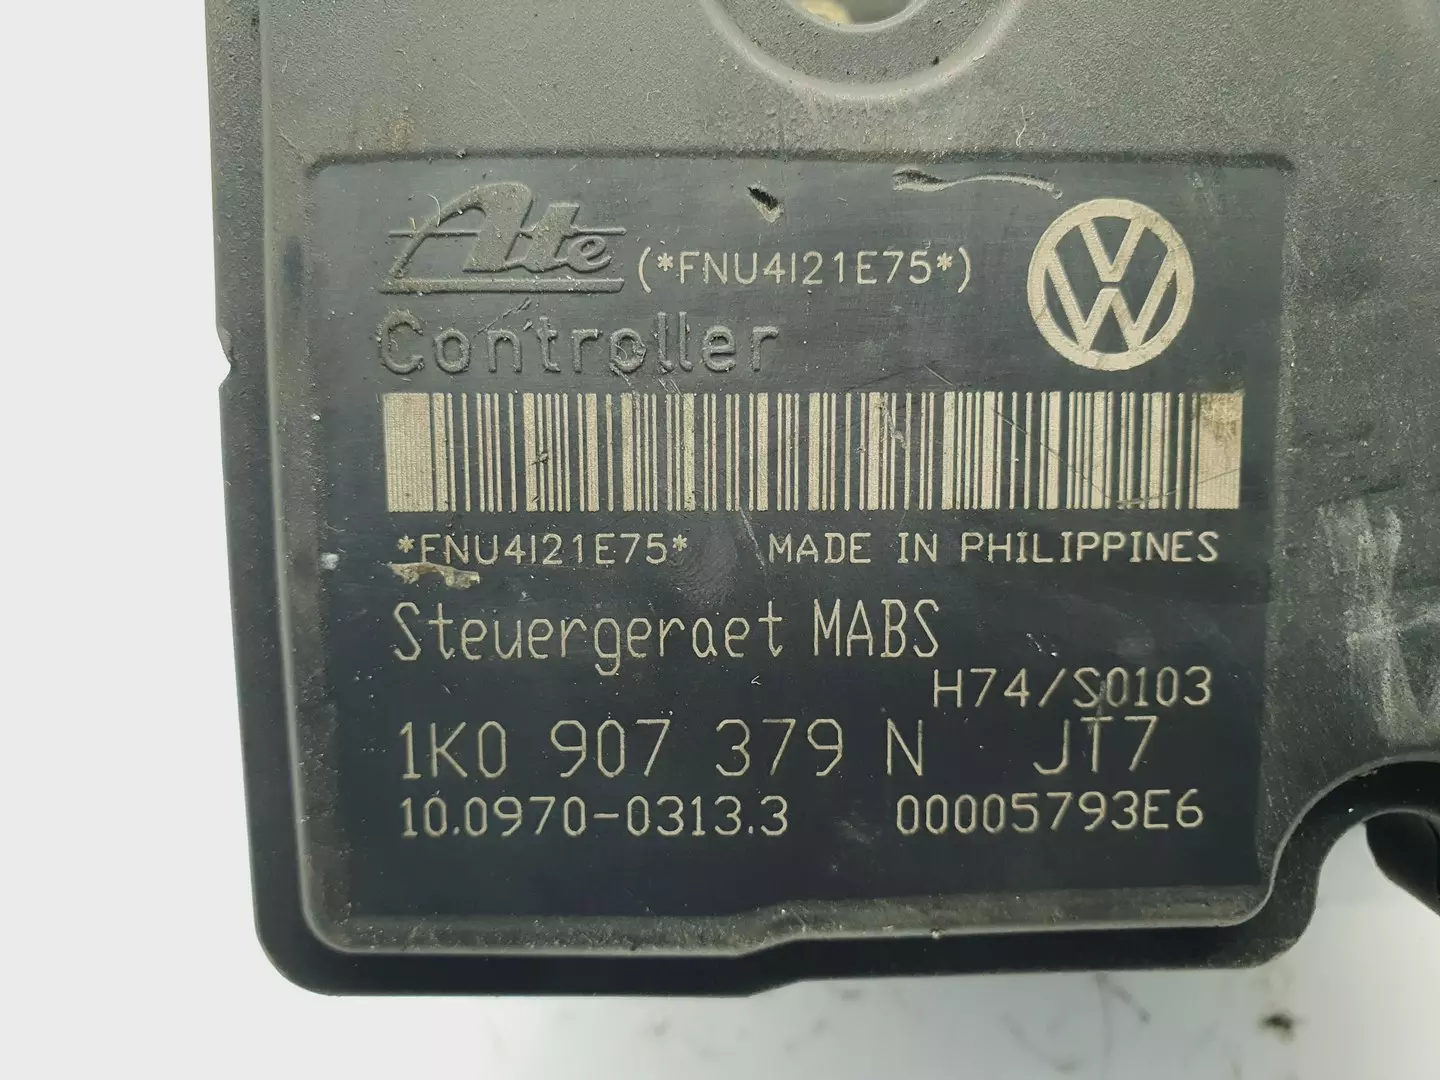 Ate (*FNU4I21E75*)
Controller
*FNU4I21E75* MADE IN PHILIPPINES
Steuergeraet MABS
H74/S0103
1K0 907 379 N JT7
10.0970-0313.3 00005793E6